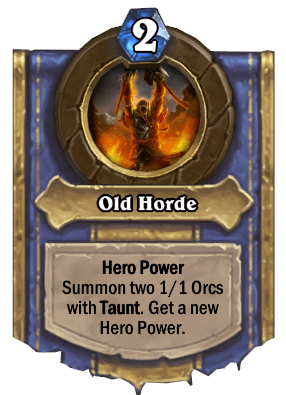 2
Old Horde
Hero Power
Summon two 1/1 Orcs
with Taunt. Get a new
Hero Power.